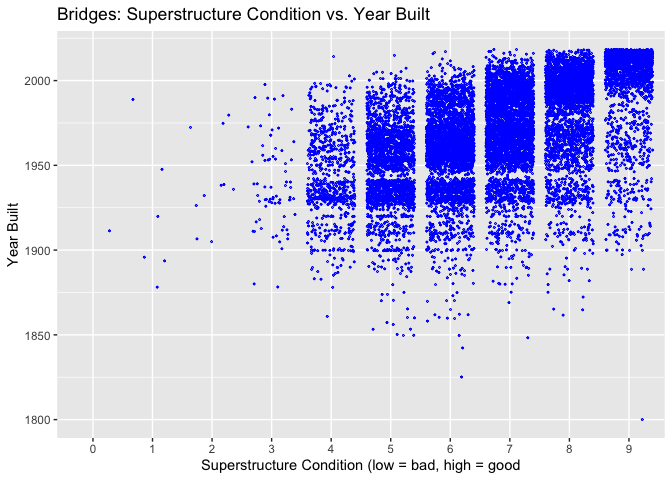 Bridges: Superstructure Condition vs. Year Built
Year Built
2000
1950
1900
1850
1800
0 1 2 3 4 5 6 7 8 9
Superstructure Condition (low = bad, high = good